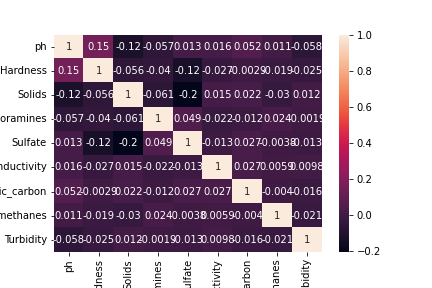 ph 1 0.15 -0.12 -0.057 0.013 0.016 0.052 0.011 -0.058
Hardness 0.15 1 -0.056 -0.04 -0.12 -0.027 0.0029 -0.019 -0.025
Solids -0.12 -0.056 1 -0.061 -0.2 0.015 0.022 -0.03 0.012
oramines -0.057 -0.04 -0.061 1 0.049 -0.022 -0.012 0.024 0.0019
Sulfate 0.013 -0.12 -0.2 0.049 1 -0.013 0.027 -0.0038 0.013
nductivity -0.016 -0.027 0.015 -0.022 -0.013 1 0.027 0.0059 0.0098
ic_carbon 0.052 -0.0029 0.022 -0.012 0.027 0.027 1 -0.004 -0.016
methanes 0.011 -0.019 -0.03 0.024 0.0038 0.0059 -0.004 1 -0.021
Turbidity -0.058 -0.025 0.012 -0.0019 -0.013 0.0098 -0.016 -0.021 1
ph
dness
Solids
mines
ulfate
ctivity
arbon
hanes
bidity
1.0
0.8
0.6
0.4
0.2
0.0
−0.2